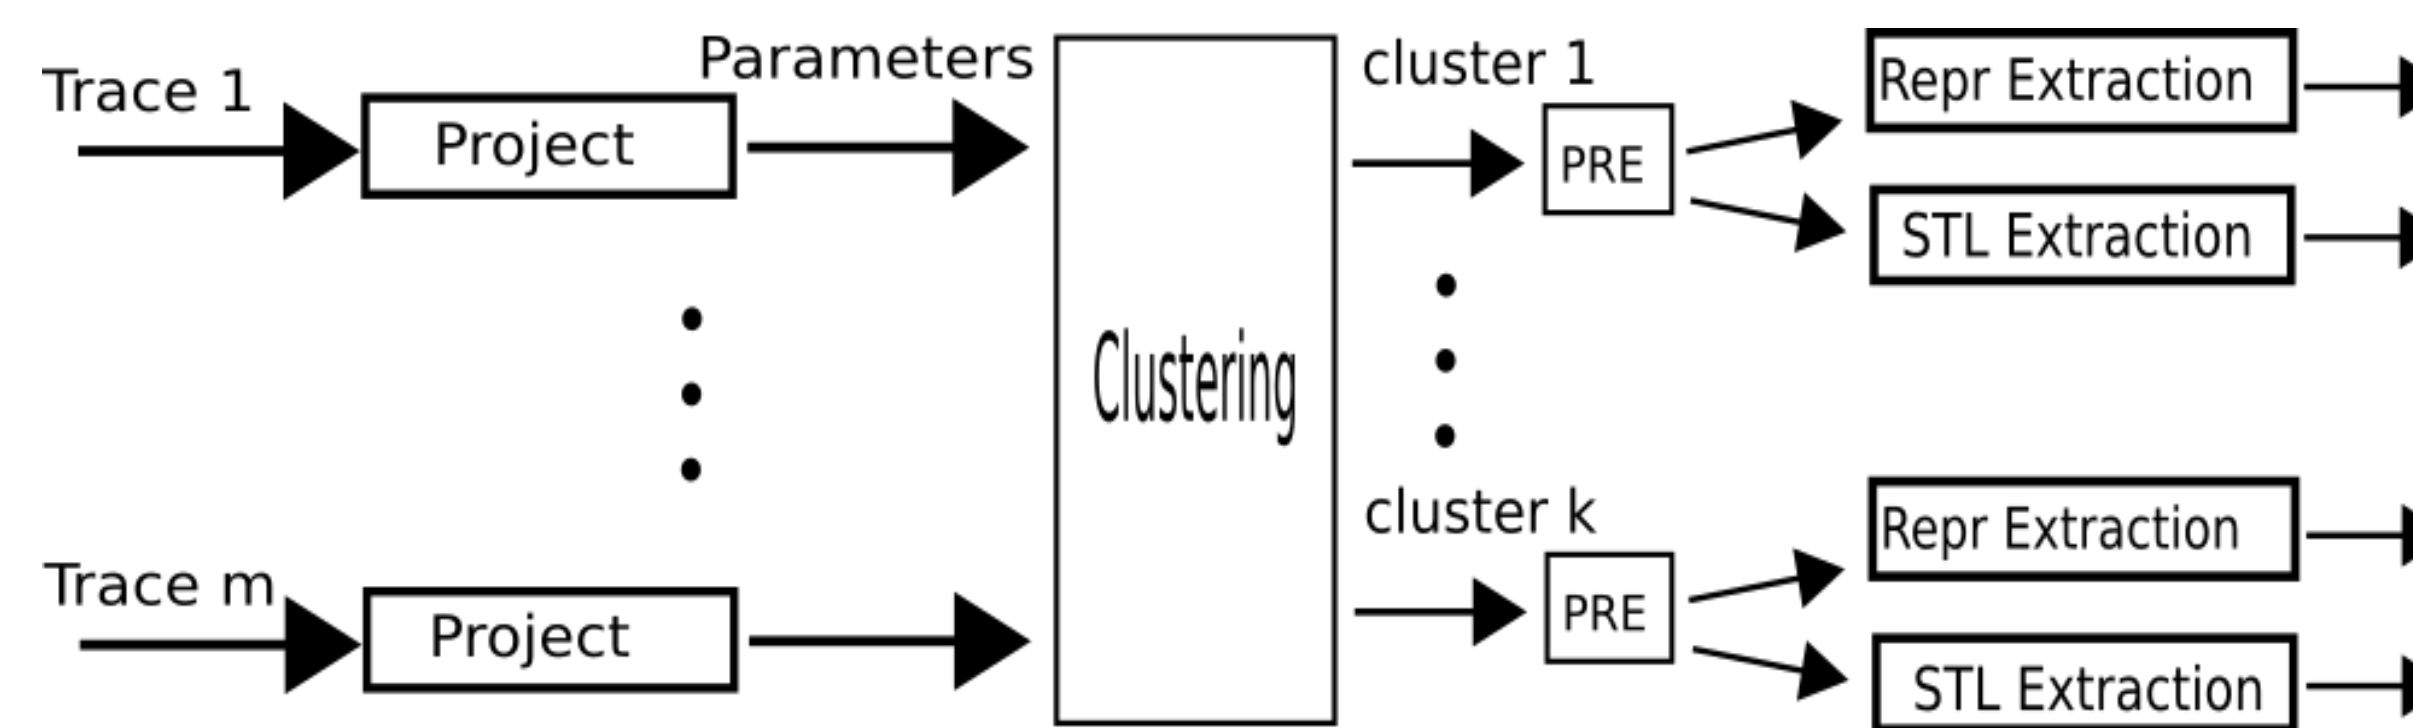 Trace 1
Project
Parameters
Clustering
cluster 1
PRE
Repr Extraction
STL Extraction
Trace m
Project
cluster k
PRE
Repr Extraction
STL Extraction